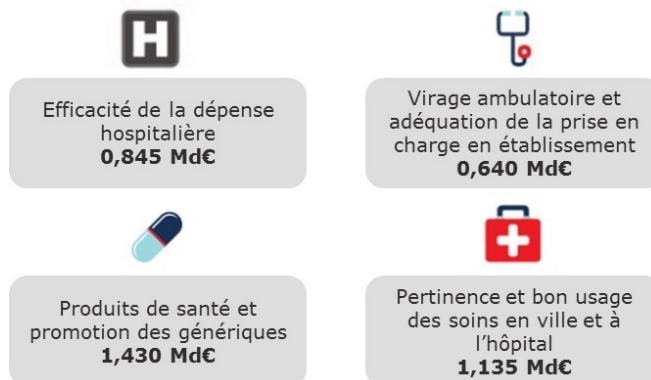 H
Efficacité de la dépense
hospitalière
0,845 Md€
Virage ambulatoire et
adéquation de la prise en
charge en établissement
0,640 Md€
Produits de santé et
promotion des génériques
1,430 Md€
Pertinence et bon usage
des soins en ville et à
l’hôpital
1,135 Md€